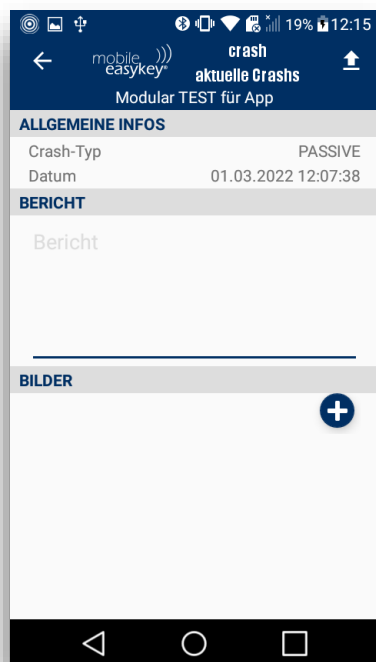 19% 12:15
mobile easykey®
crash
aktuelle Crashs
Modular TEST für App
ALLGEMEINE INFOS
Crash-Typ PASSIVE
Datum 01.03.2022 12:07:38
BERICHT
Bericht
BILDER